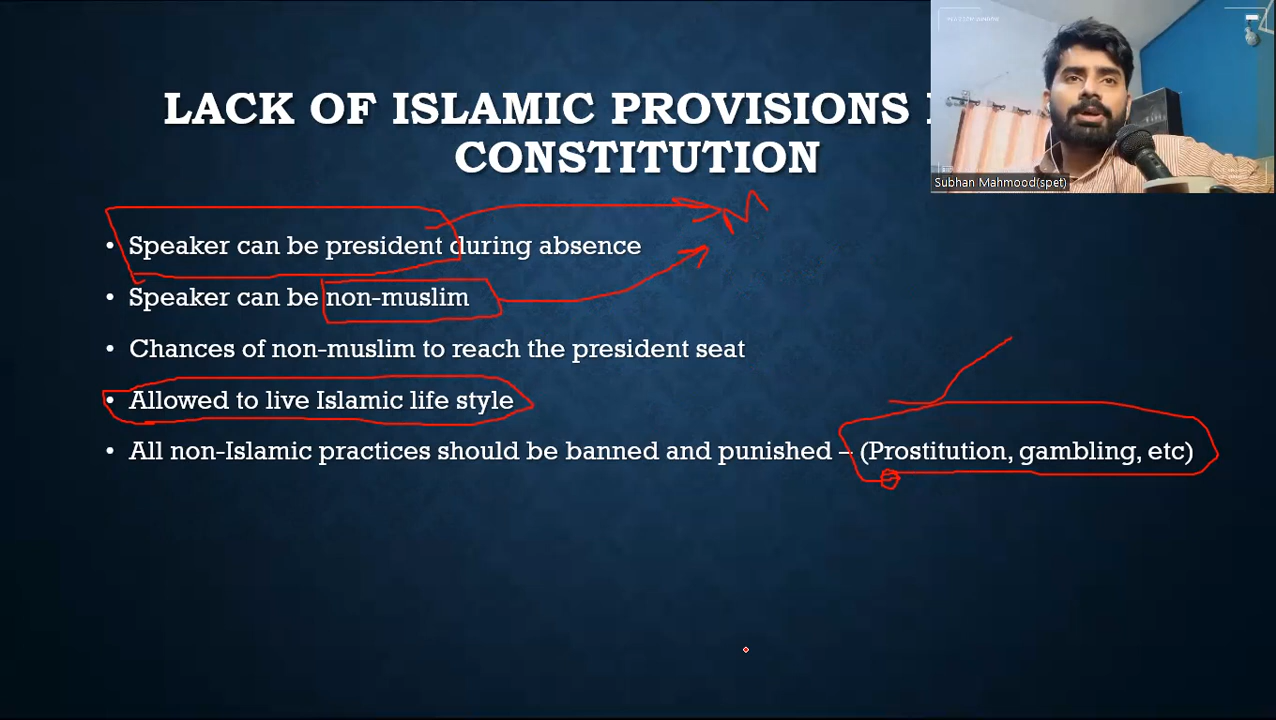 LACK OF ISLAMIC PROVISIONS
CONSTITUTION
Subhan Mahmood(spet)
M
• Speaker can be president during absence
• Speaker can be non-muslim
• Chances of non-muslim to reach the president seat
• Allowed to live Islamic life style
• All non-Islamic practices should be banned and punished – (Prostitution, gambling, etc)